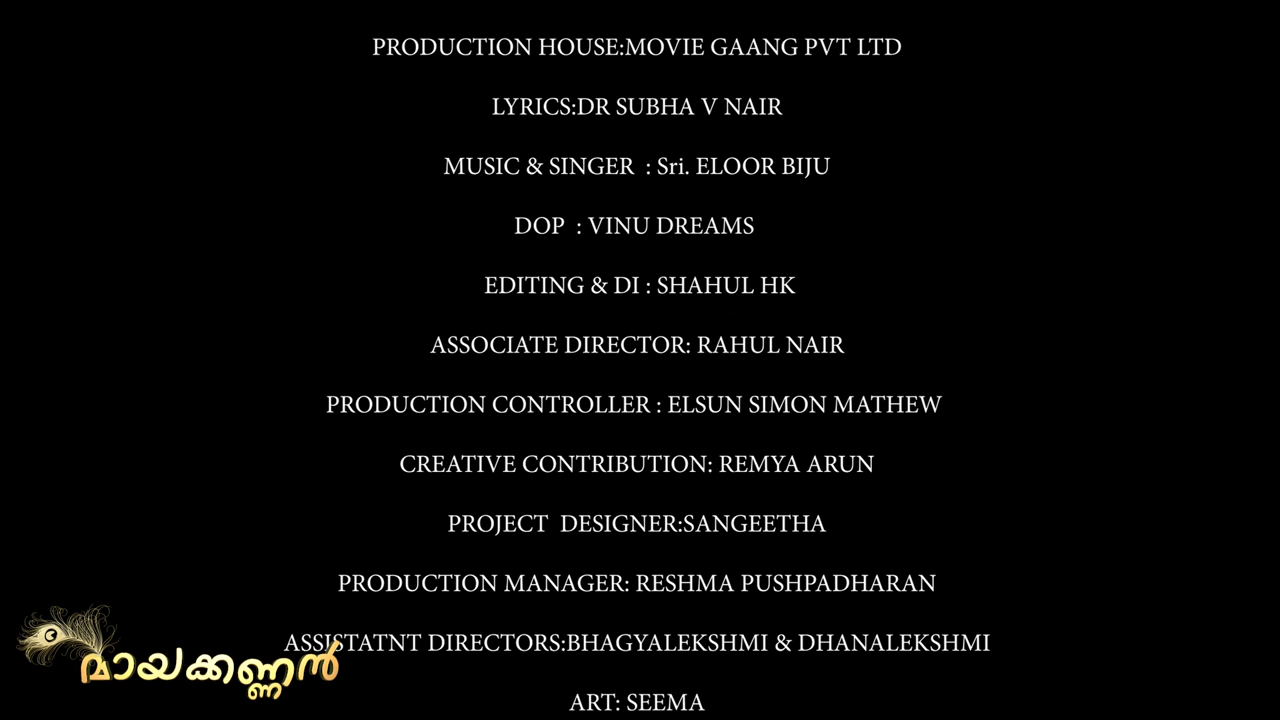 PRODUCTION HOUSE:MOVIE GAANG PVT LTD
LYRICS:DR SUBHA V NAIR
MUSIC & SINGER  : Sri. ELOOR BIJU
DOP  : VINU DREAMS
EDITING & DI : SHAHUL HK
ASSOCIATE DIRECTOR: RAHUL NAIR
PRODUCTION CONTROLLER : ELSUN SIMON MATHEW
CREATIVE CONTRIBUTION: REMYA ARUN
PROJECT  DESIGNER:SANGEETHA
PRODUCTION MANAGER: RESHMA PUSHPADHARAN
ASSISTATNT DIRECTORS:BHAGYALEKSHMI & DHANALEKSHMI
മായക്കണ്ണൻ
ART: SEEMA